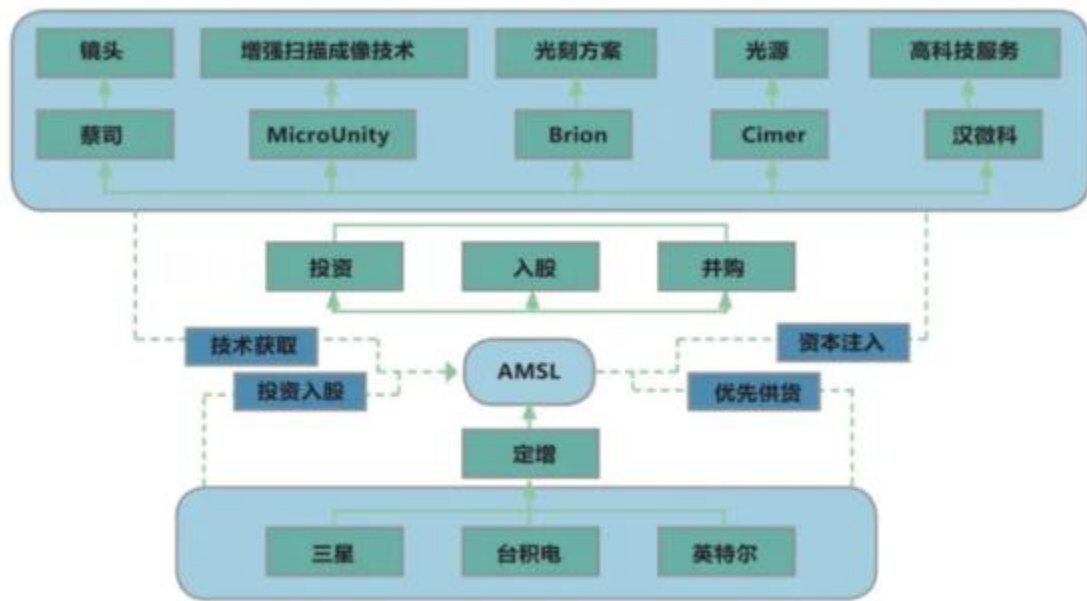 镜头
增强扫描成像技术
光刻方案
光源
高科技服务
蔡司
MicroUnity
Brion
Cimer
汉微科
投资
入股
并购
技术获取
资本注入
AMSL
投资入股
优先供货
定增
三星
台积电
英特尔